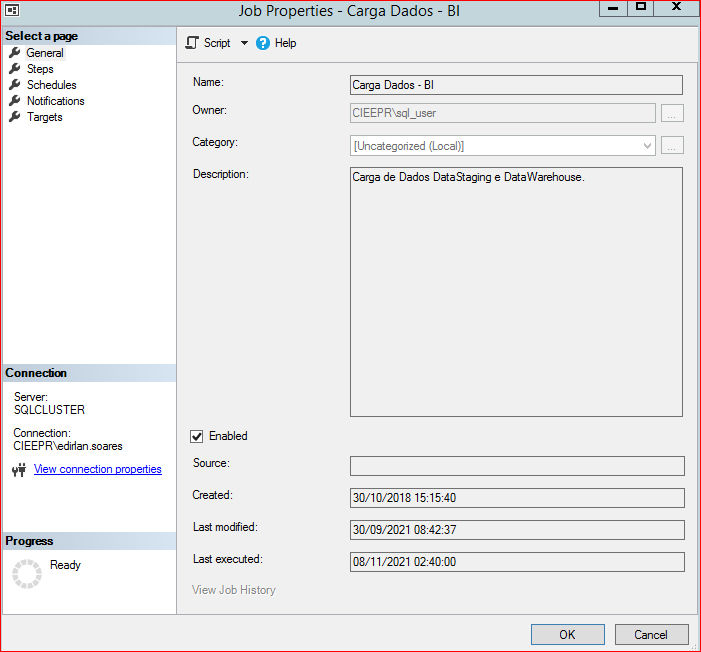 Job Properties - Carga Dados - BI
Select a page
General
Steps
Schedules
Notifications
Targets
Script
Help
Name:
Carga Dados - BI
Owner:
CIEEPR\sql_user
...
Category:
[Uncategorized (Local)]
...
Description:
Carga de Dados DataStaging e DataWarehouse.
Connection
Server:
SQLCLUSTER
Connection:
CIEEPR\edirlan.soares
View connection properties
Enabled
Source:
Created:
30/10/2018 15:15:40
Last modified:
30/09/2021 08:42:37
Last executed:
08/11/2021 02:40:00
View Job History
Progress
Ready
OK
Cancel